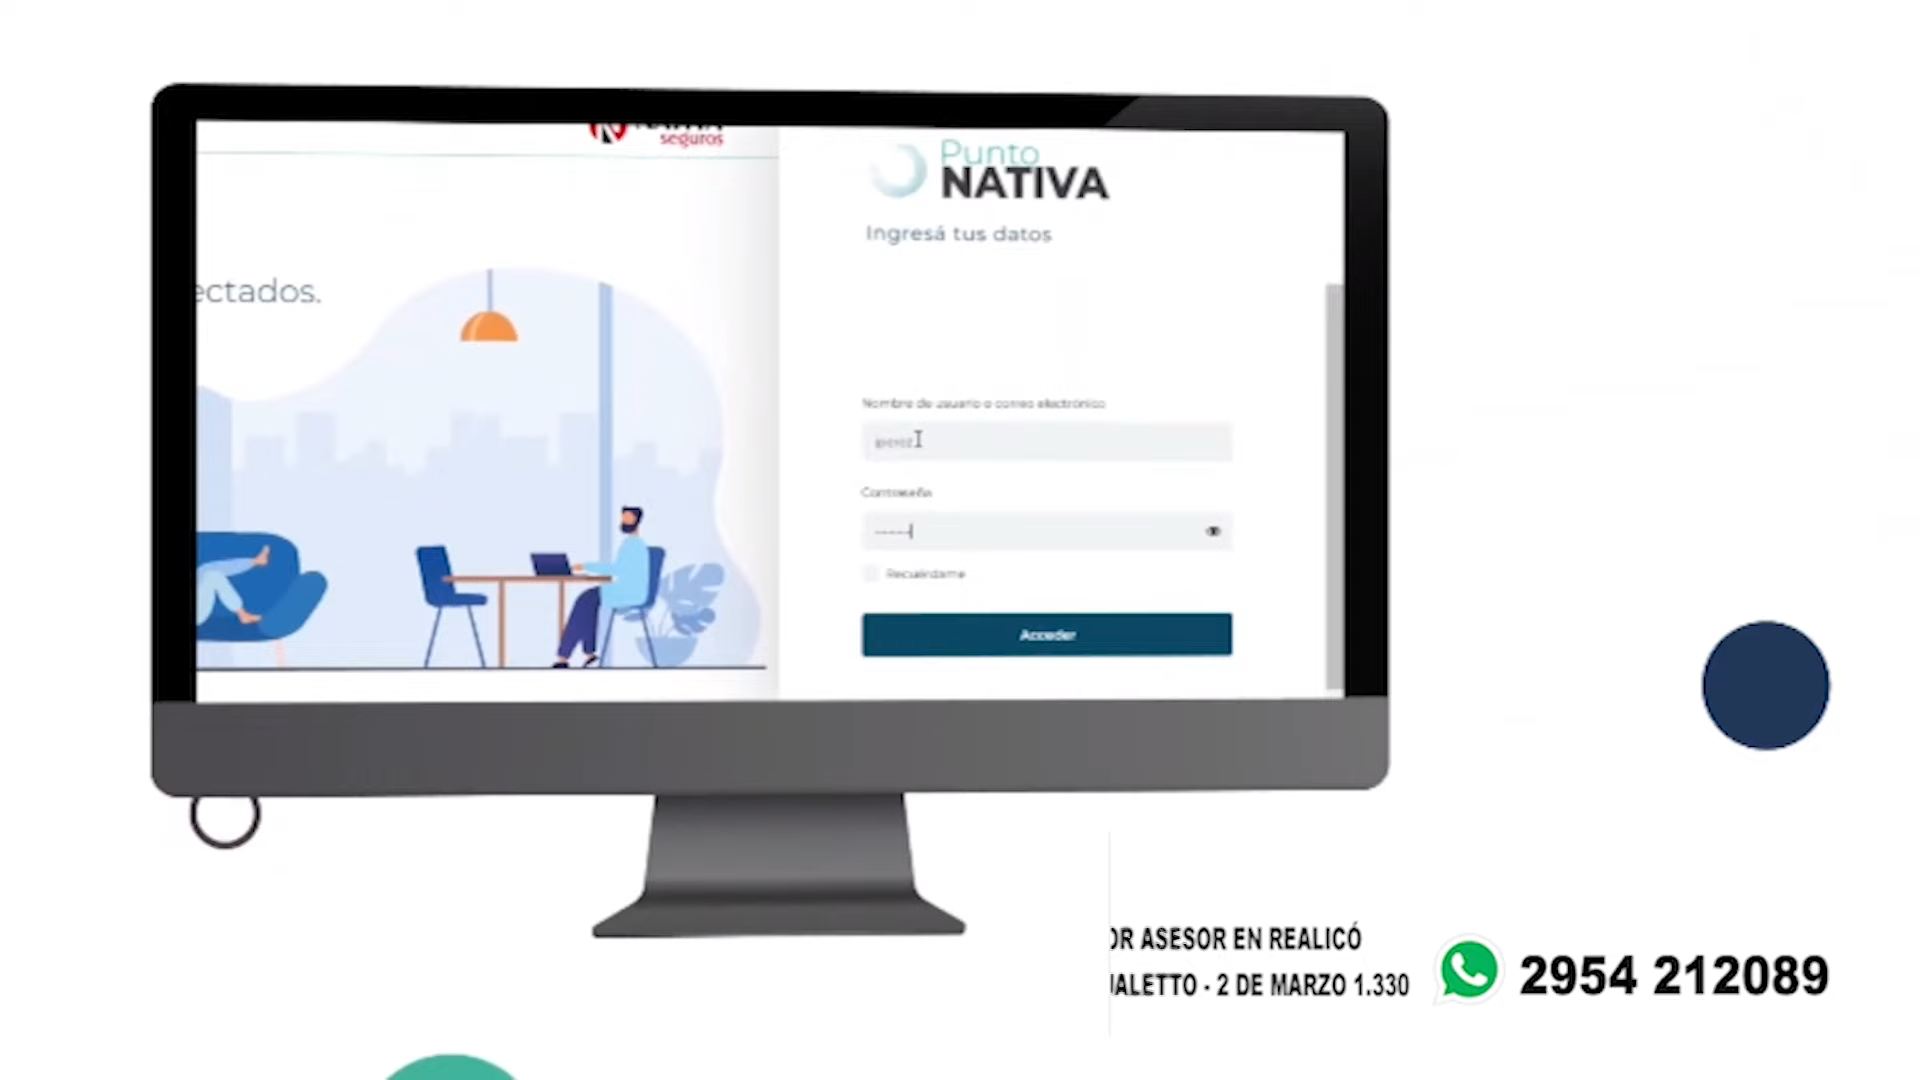 seguros
Punto
NATIVA
Ingresá tus datos
ectados.
Nombre de usuario o correo electrónico
Contraseña
Recuérdame
Acceder
OR ASESOR EN REALICÓ
UALETTO - 2 DE MARZO 1.330
2954 212089